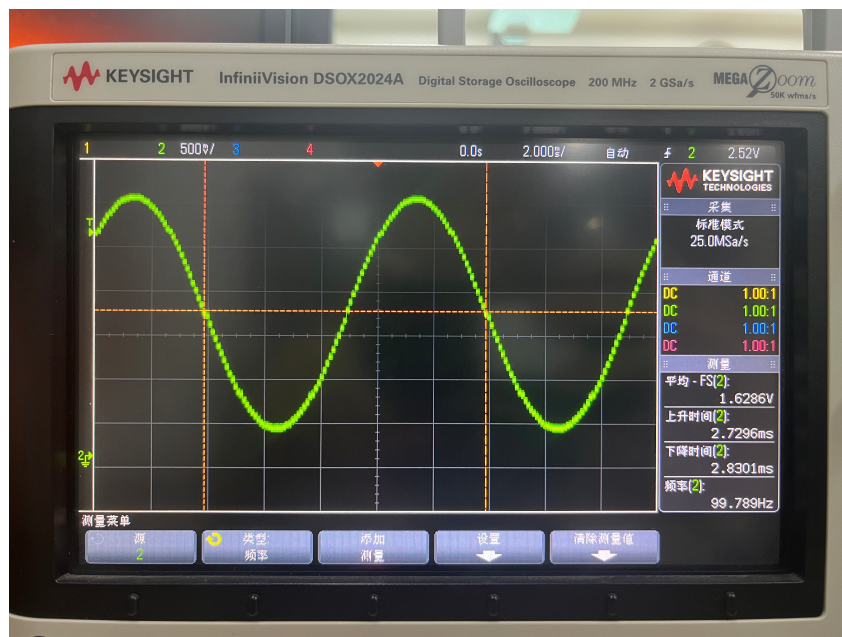 KEYSIGHT InfiniiVision DSOX2024A Digital Storage Oscilloscope 200 MHz 2 GSa/s MEGA Zoom
50K wfms/s
1 2 500V/ 3 4 0.0s 2.000s/ 自动 2 2.52V
KEYSIGHT
TECHNOLOGIES
采集
标准模式
25.0MSa/s
通道
DC 1.00:1
DC 1.00:1
DC 1.00:1
DC 1.00:1
测量
平均 - FS(2):
1.6286V
上升时间(2):
2.7296ms
下降时间(2):
2.8301ms
频率(2):
99.789Hz
T
2
测量菜单
源
2
类型:
频率
添加
测量
设置
清除测量值